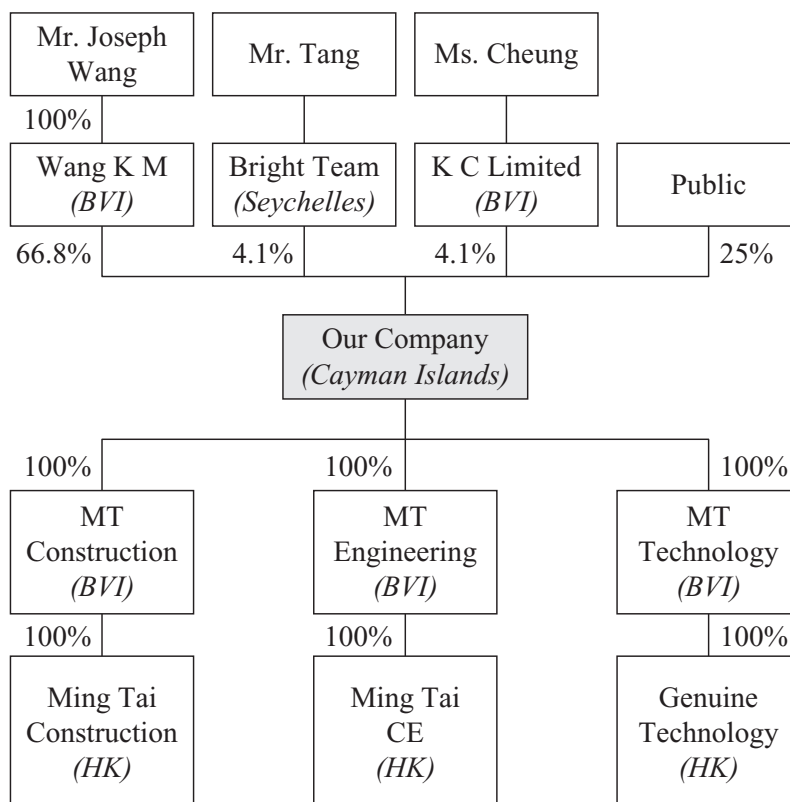 Mr. Joseph
Wang
Mr. Tang
Ms. Cheung
100%
Wang K M
(BVI)
Bright Team
(Seychelles)
K C Limited
(BVI)
Public
66.8%
4.1%
4.1%
25%
Our Company
(Cayman Islands)
100%
100%
100%
MT
Construction
(BVI)
MT
Engineering
(BVI)
MT
Technology
(BVI)
100%
100%
100%
Ming Tai
Construction
(HK)
Ming Tai
CE
(HK)
Genuine
Technology
(HK)